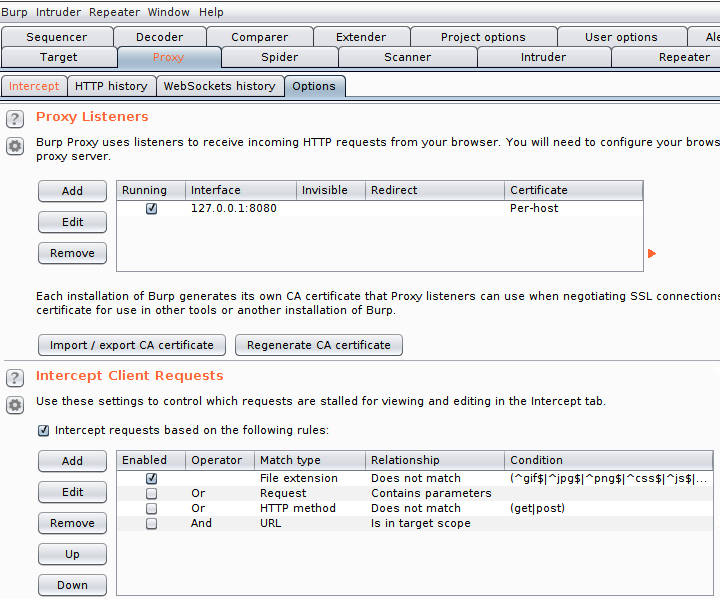 Burp Intruder Repeater Window Help
Sequencer Decoder Comparer Extender Project options User options
Target Proxy Spider Scanner Intruder Repeater
Intercept HTTP history WebSockets history Options
? Proxy Listeners
Burp Proxy uses listeners to receive incoming HTTP requests from your browser. You will need to configure your
proxy server.
Add
Edit
Remove
Running Interface Invisible Redirect Certificate
127.0.0.1:8080 Per-host
Each installation of Burp generates its own CA certificate that Proxy listeners can use when negotiating SSL connections
certificate for use in other tools or another installation of Burp.
Import / export CA certificate Regenerate CA certificate
? Intercept Client Requests
Use these settings to control which requests are stalled for viewing and editing in the Intercept tab.
Intercept requests based on the following rules:
Add
Edit
Remove
Up
Down
Enabled Operator Match type Relationship Condition
File extension Does not match (^gif$|^jpg$|^png$|^css$|^js$|...
Or Request Contains parameters
Or HTTP method Does not match (get|post)
And URL Is in target scope